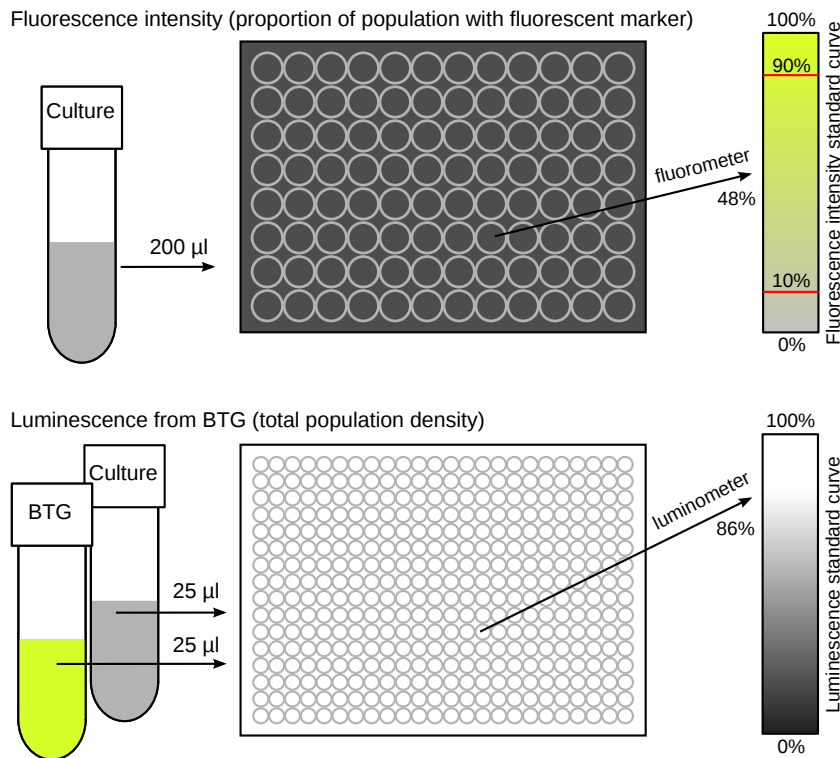 Fluorescence intensity (proportion of population with fluorescent marker)
Culture
200 µl
fluorometer
48%
100%
90%
10%
0%
Fluorescence intensity standard curve
Luminescence from BTG (total population density)
Culture
BTG
25 µl
25 µl
luminometer
86%
100%
0%
Luminescence standard curve